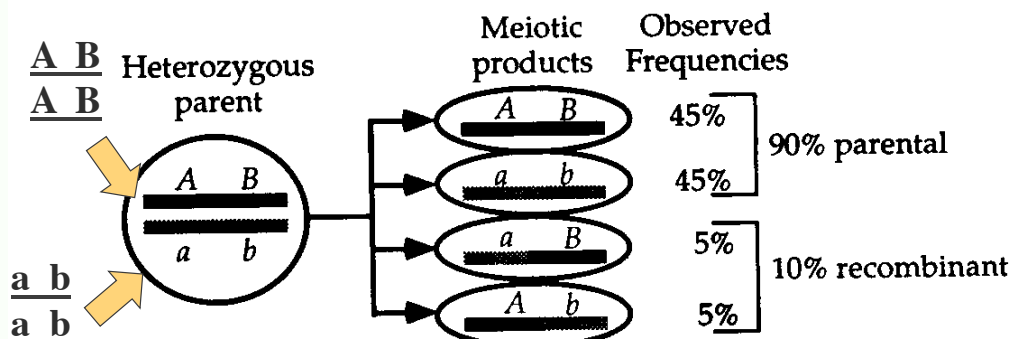 A B
A B
Heterozygous
parent
A B
a b
a b
a b
Meiotic
products
A B
a b
a B
A b
Observed
Frequencies
45%
45%
90% parental
5%
5%
10% recombinant